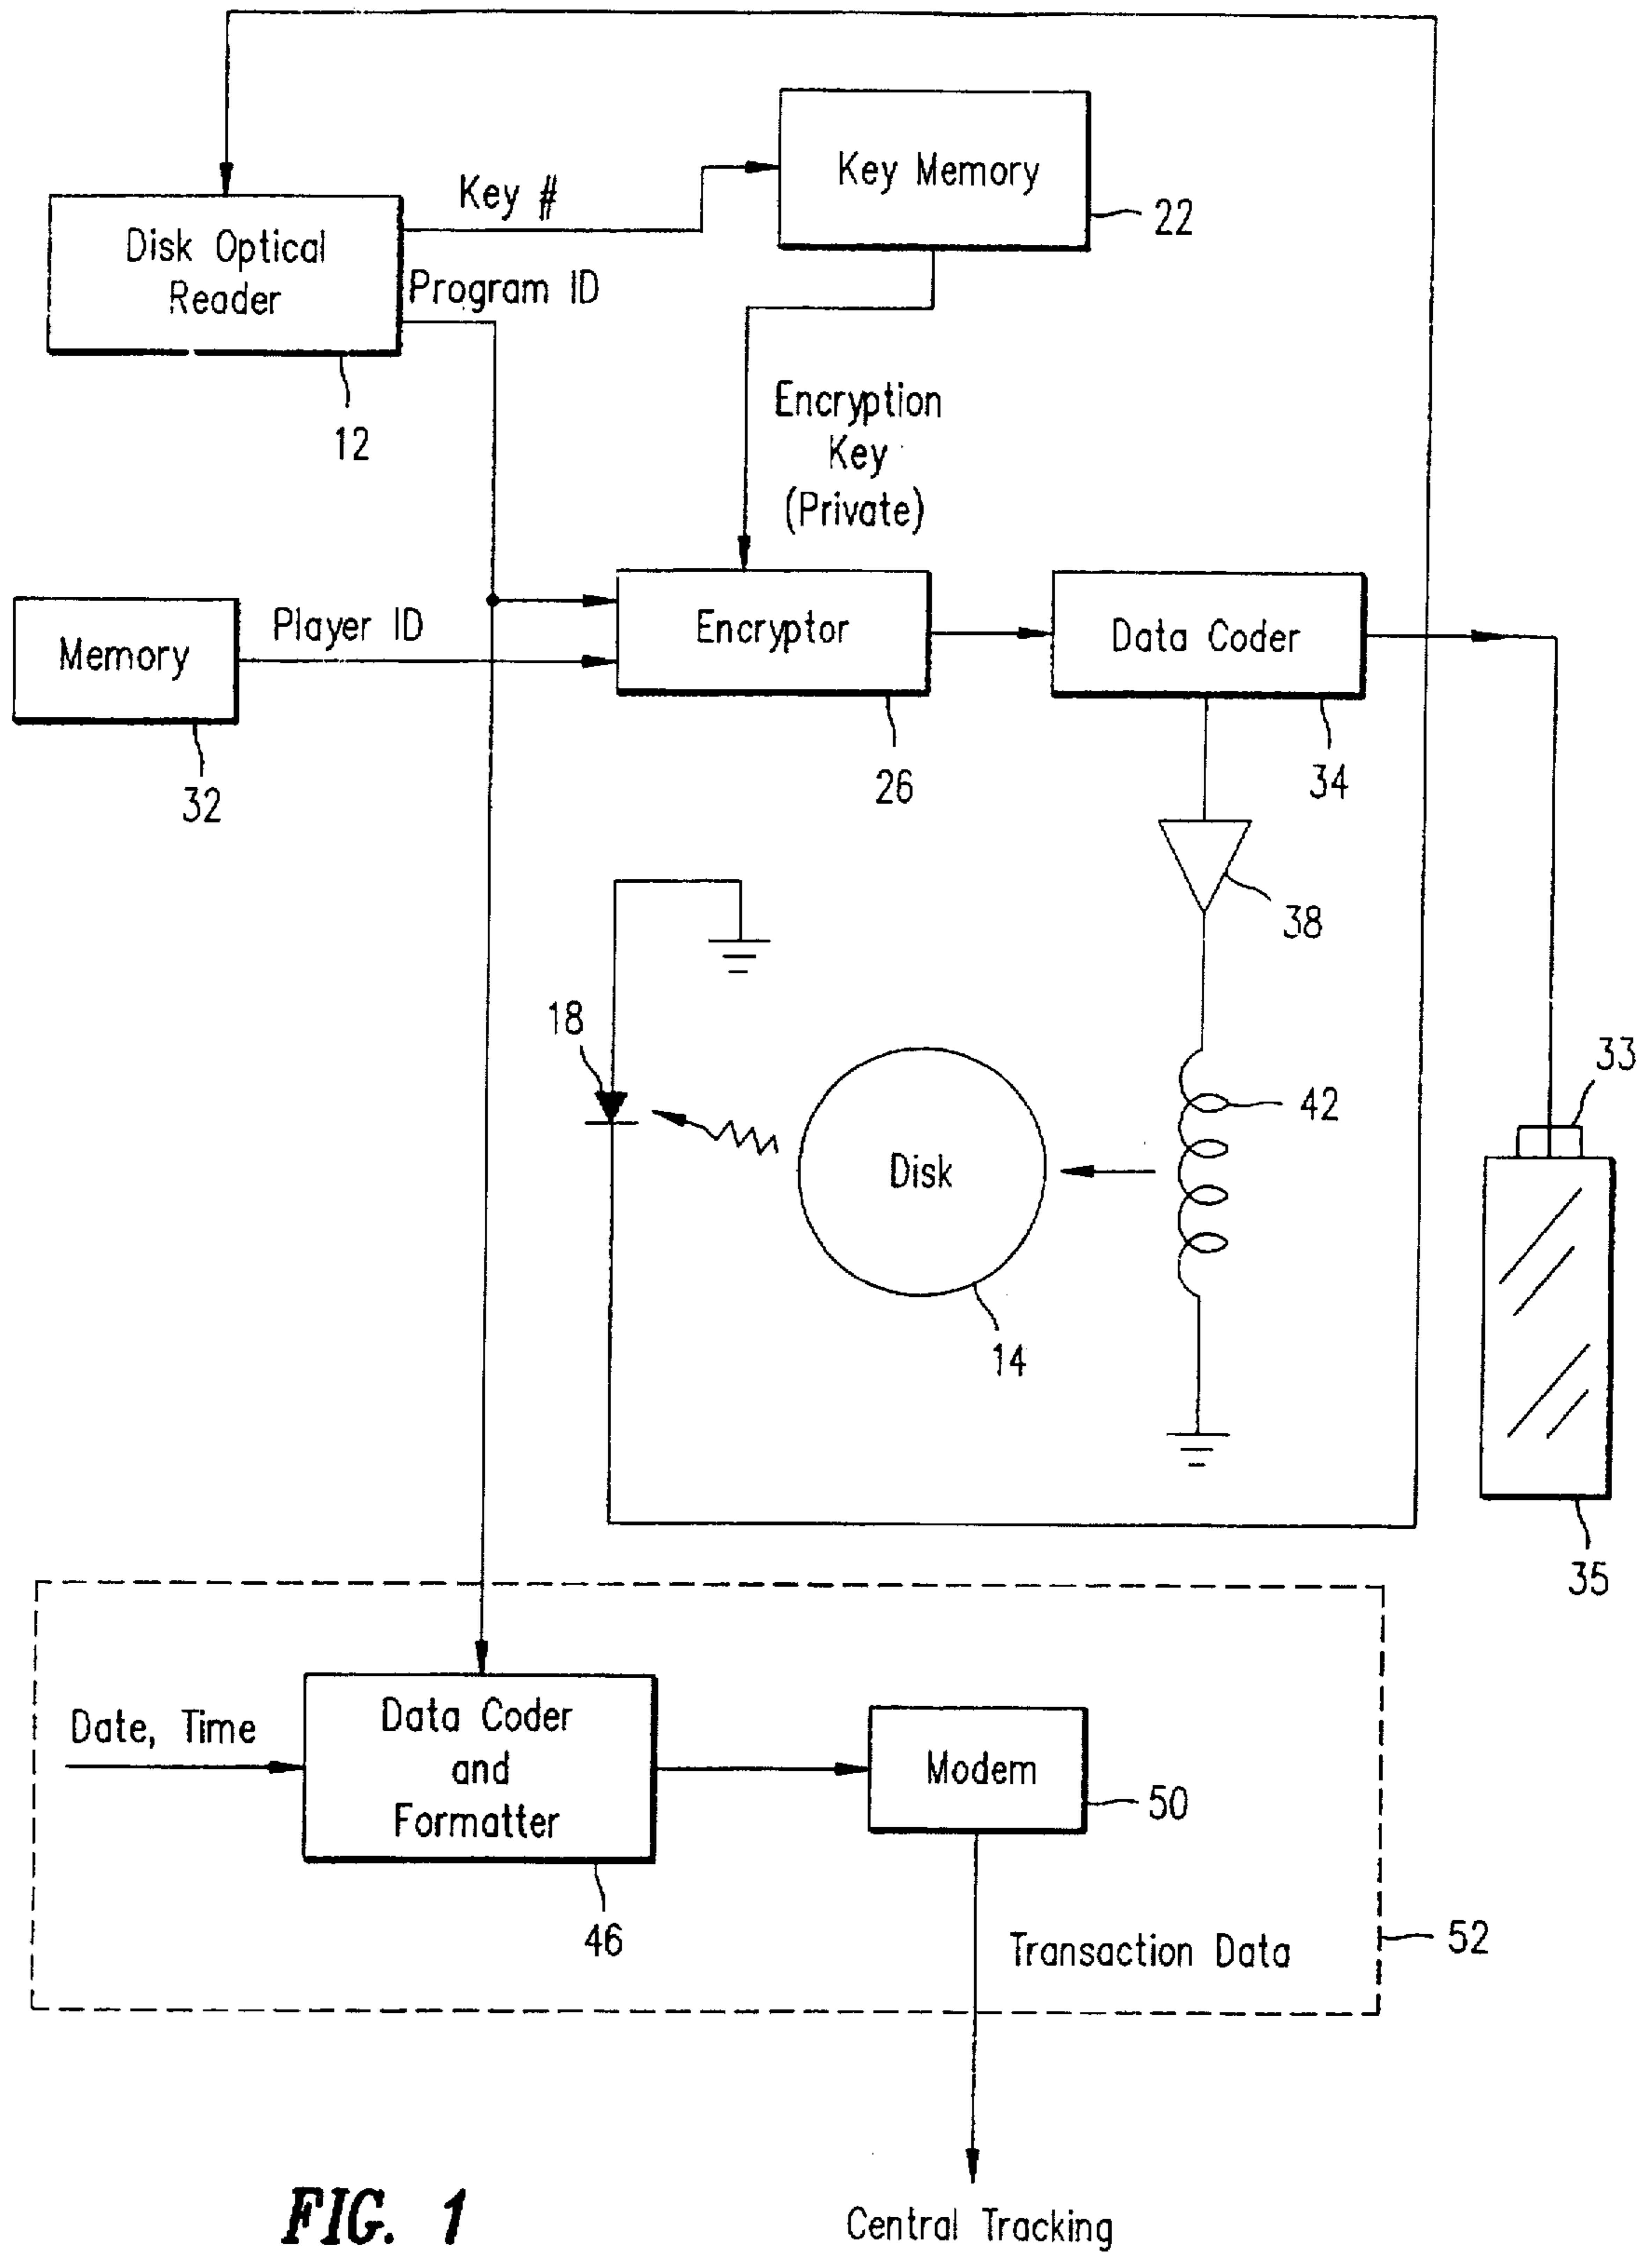 Key #
Key Memory
22
Disk Optical
Reader
Program ID
12
Encryption
Key
(Private)
Memory
Player ID
Encryptor
Data Coder
32
26
34
38
18
33
42
Disk
14
35
Date, Time
Data Coder
and
Formatter
Modem
50
46
Transaction Data
52
FIG. 1
Central Tracking